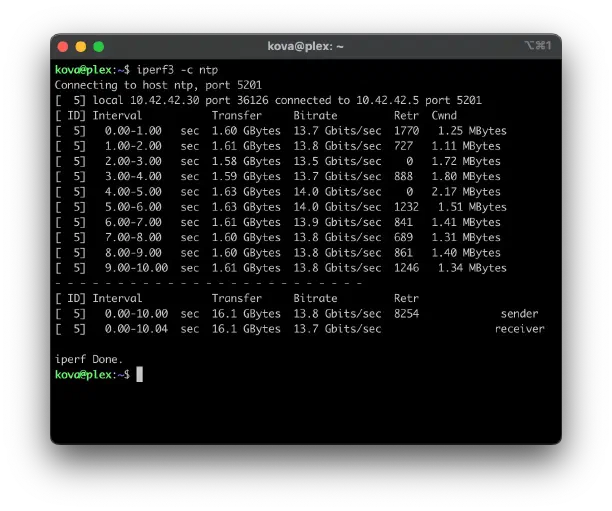 kova@plex: ~
⌥⌘1
kova@plex:~$ iperf3 -c ntp
Connecting to host ntp, port 5201
[  5] local 10.42.42.30 port 36126 connected to 10.42.42.5 port 5201
[ ID] Interval           Transfer     Bitrate         Retr  Cwnd
[  5]   0.00-1.00   sec  1.60 GBytes  13.7 Gbits/sec  1770   1.25 MBytes
[  5]   1.00-2.00   sec  1.61 GBytes  13.8 Gbits/sec  727   1.11 MBytes
[  5]   2.00-3.00   sec  1.58 GBytes  13.5 Gbits/sec    0   1.72 MBytes
[  5]   3.00-4.00   sec  1.59 GBytes  13.7 Gbits/sec  888   1.80 MBytes
[  5]   4.00-5.00   sec  1.63 GBytes  14.0 Gbits/sec    0   2.17 MBytes
[  5]   5.00-6.00   sec  1.63 GBytes  14.0 Gbits/sec  1232   1.51 MBytes
[  5]   6.00-7.00   sec  1.61 GBytes  13.9 Gbits/sec  841   1.41 MBytes
[  5]   7.00-8.00   sec  1.60 GBytes  13.8 Gbits/sec  689   1.31 MBytes
[  5]   8.00-9.00   sec  1.60 GBytes  13.8 Gbits/sec  861   1.40 MBytes
[  5]   9.00-10.00  sec  1.61 GBytes  13.8 Gbits/sec  1246   1.34 MBytes
- - - - - - - - - - - - - - - - - - - - - - - - -
[ ID] Interval           Transfer     Bitrate         Retr
[  5]   0.00-10.00  sec  16.1 GBytes  13.8 Gbits/sec  8254             sender
[  5]   0.00-10.04  sec  16.1 GBytes  13.7 Gbits/sec                  receiver
iperf Done.
kova@plex:~$